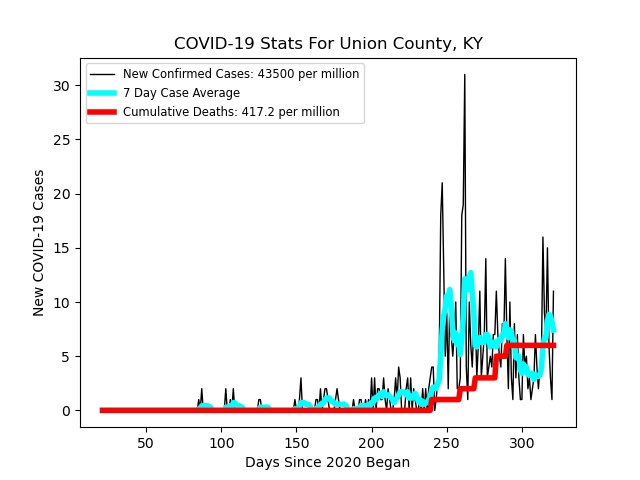 COVID-19 Stats For Union County, KY
New Confirmed Cases: 43500 per million
7 Day Case Average
Cumulative Deaths: 417.2 per million
New COVID-19 Cases
30
25
20
15
10
5
0
50
100
150
200
250
300
Days Since 2020 Began